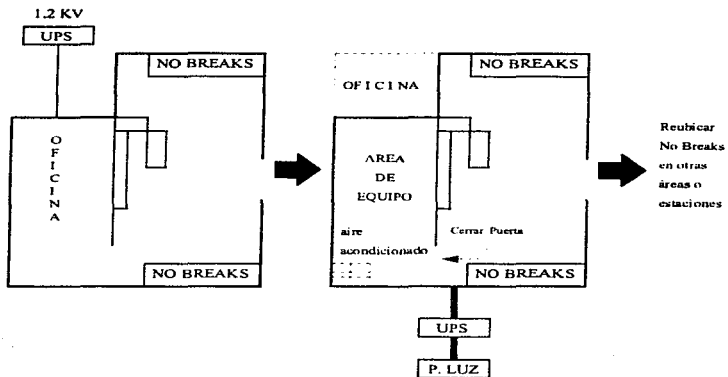 1.2 KV
UPS
NO BREAKS
OFICINA
NO BREAKS
OFICINA
NO BREAKS
AREA
DE
EQUIPO
aire
acondicionado
Cerrar Puerta
NO BREAKS
UPS
P. LUZ
Reubicar
No Breaks
en otras
áreas o
estaciones